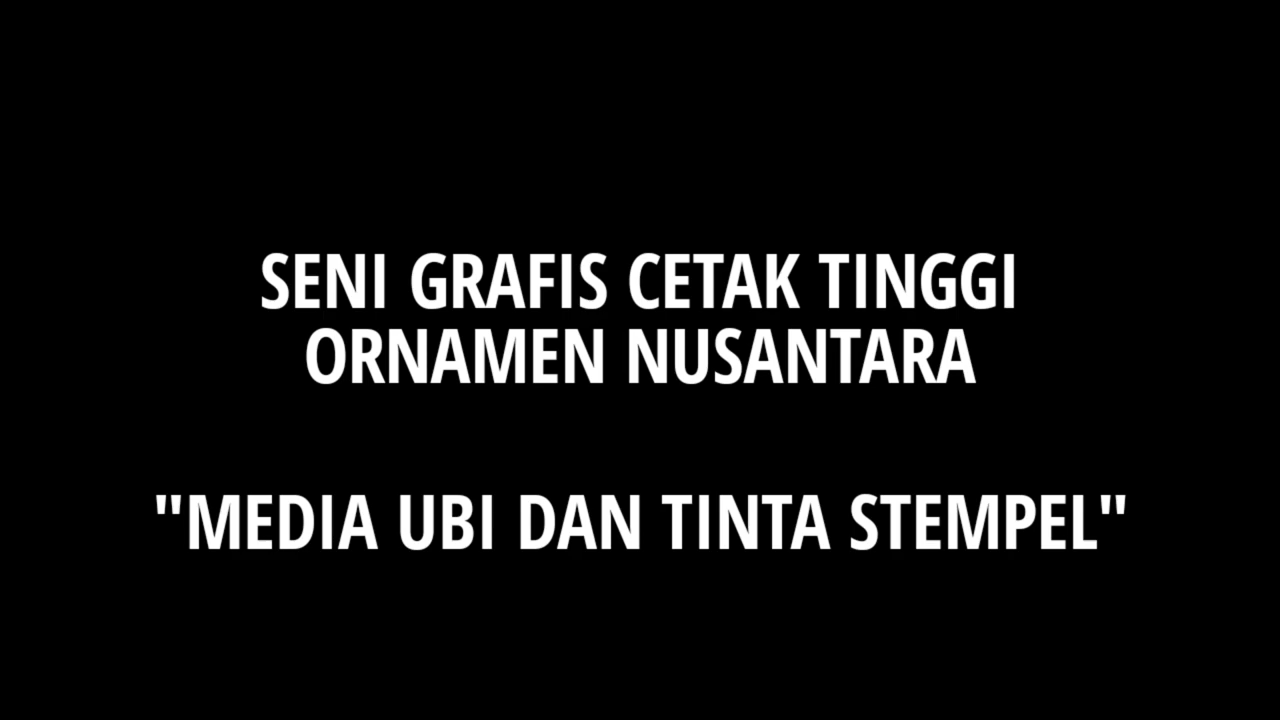 SENI GRAFIS CETAK TINGGI
ORNAMEN NUSANTARA
"MEDIA UBI DAN TINTA STEMPEL"